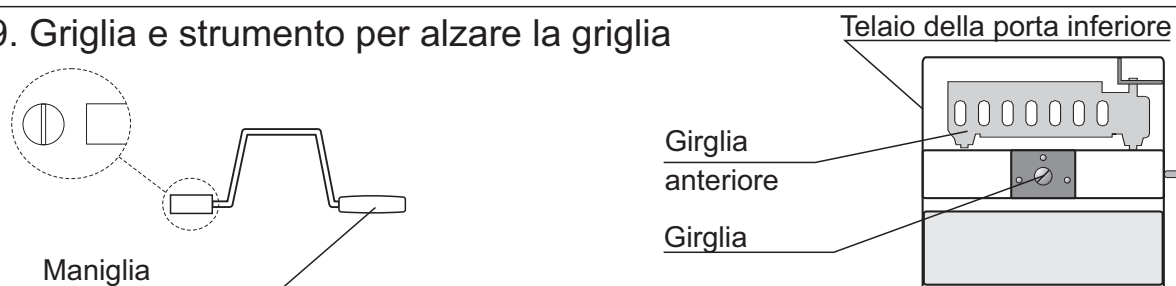 9. Griglia e strumento per alzare la griglia
Telaio della porta inferiore
Girglia
anteriore
Girglia
Maniglia